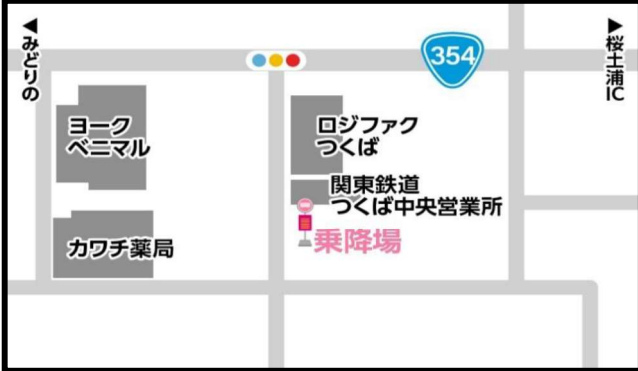 ◀みどりの
354
▶桜土浦IC
ヨーク
ベニマル
ロジファク
つくば
関東鉄道
つくば中央営業所
乗降場
カワチ薬局